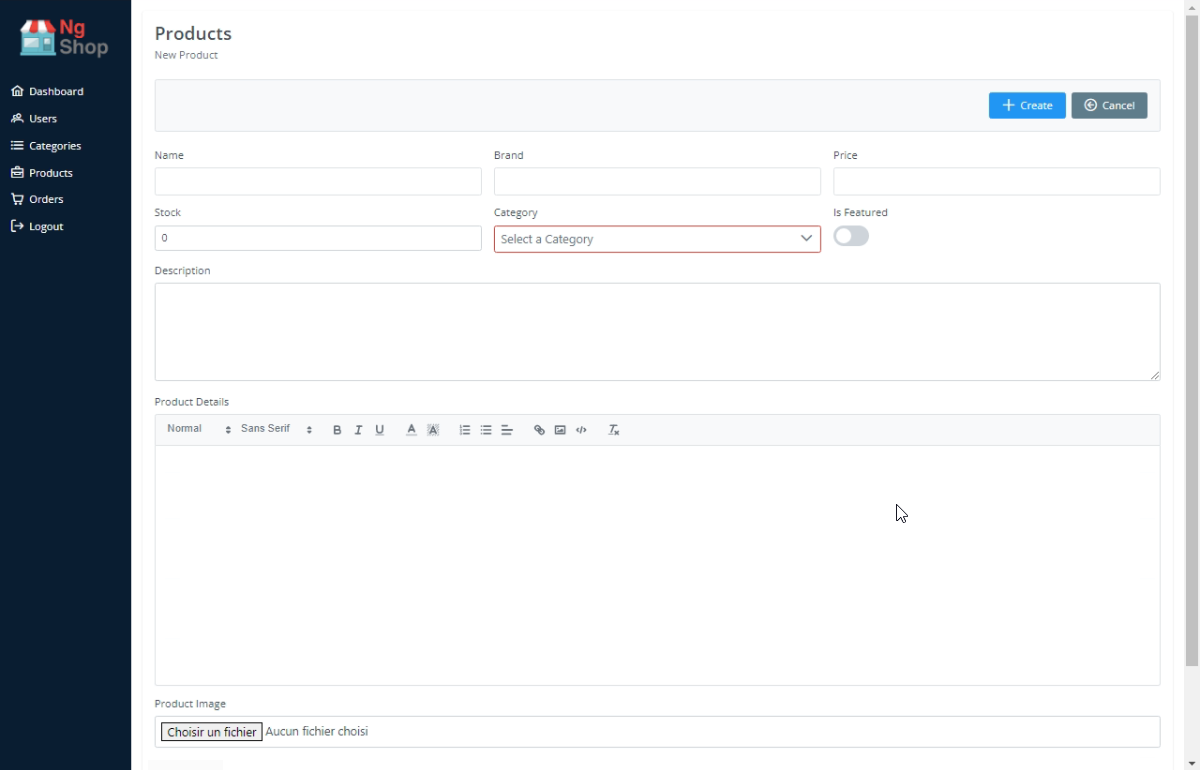 Ng
Shop
Dashboard
Users
Categories
Products
Orders
Logout
Products
New Product
Create
Cancel
Name
Brand
Price
Stock
Category
Is Featured
0
Select a Category
Description
Product Details
Normal
Sans Serif
B
I
U
A
A
Product Image
Choisir un fichier
Aucun fichier choisi